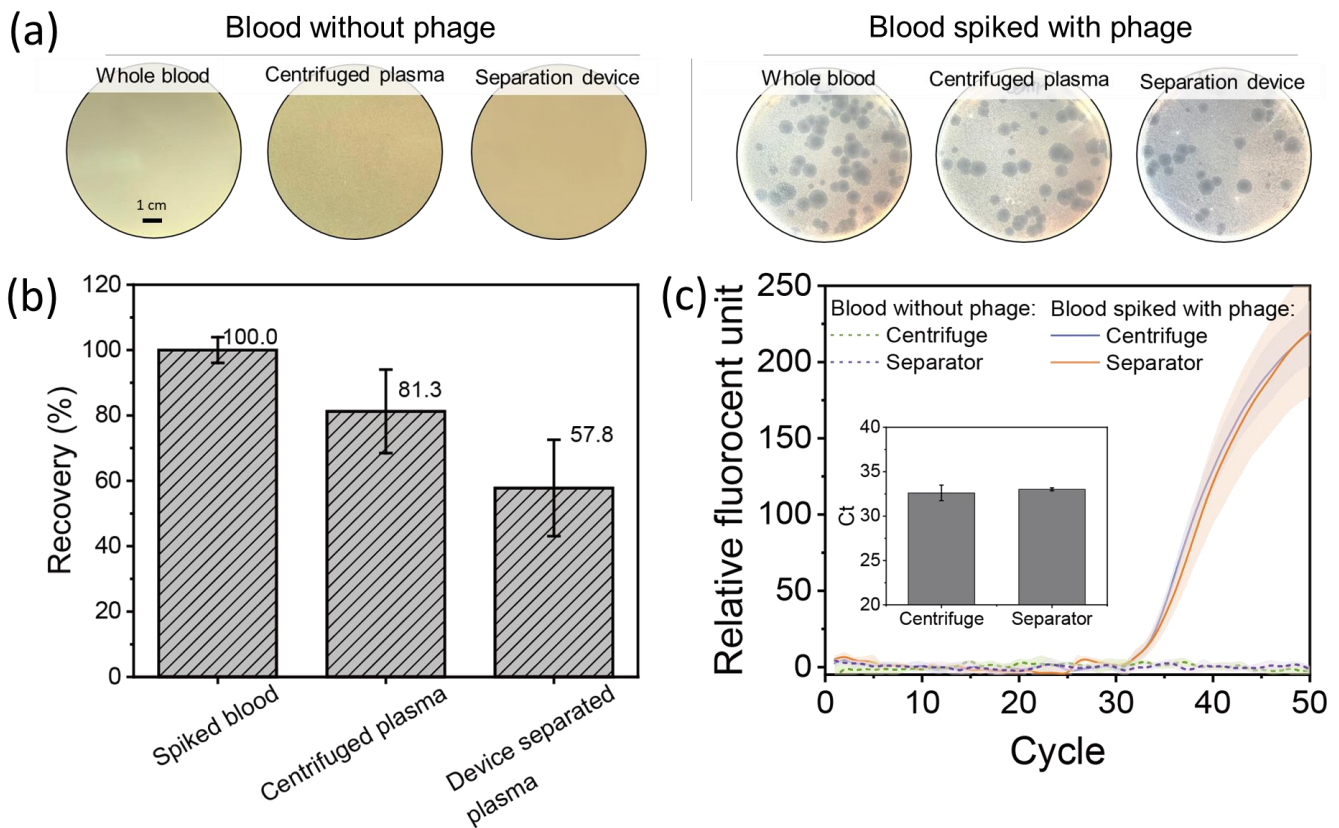 (a)
Blood without phage
Blood spiked with phage
Whole blood
Centrifuged plasma
Separation device
Whole blood
Centrifuged plasma
Separation device
1 cm
(b)
Recovery (%)
120
100
80
60
40
20
0
100.0
81.3
57.8
Spiked blood
Centrifuged plasma
Device separated
plasma
(c)
Relative fluorocent unit
250
200
150
100
50
0
Blood without phage:
Blood spiked with phage:
Centrifuge
Centrifuge
Separator
Separator
Ct
40
35
30
25
20
Centrifuge
Separator
0
10
20
30
40
50
Cycle